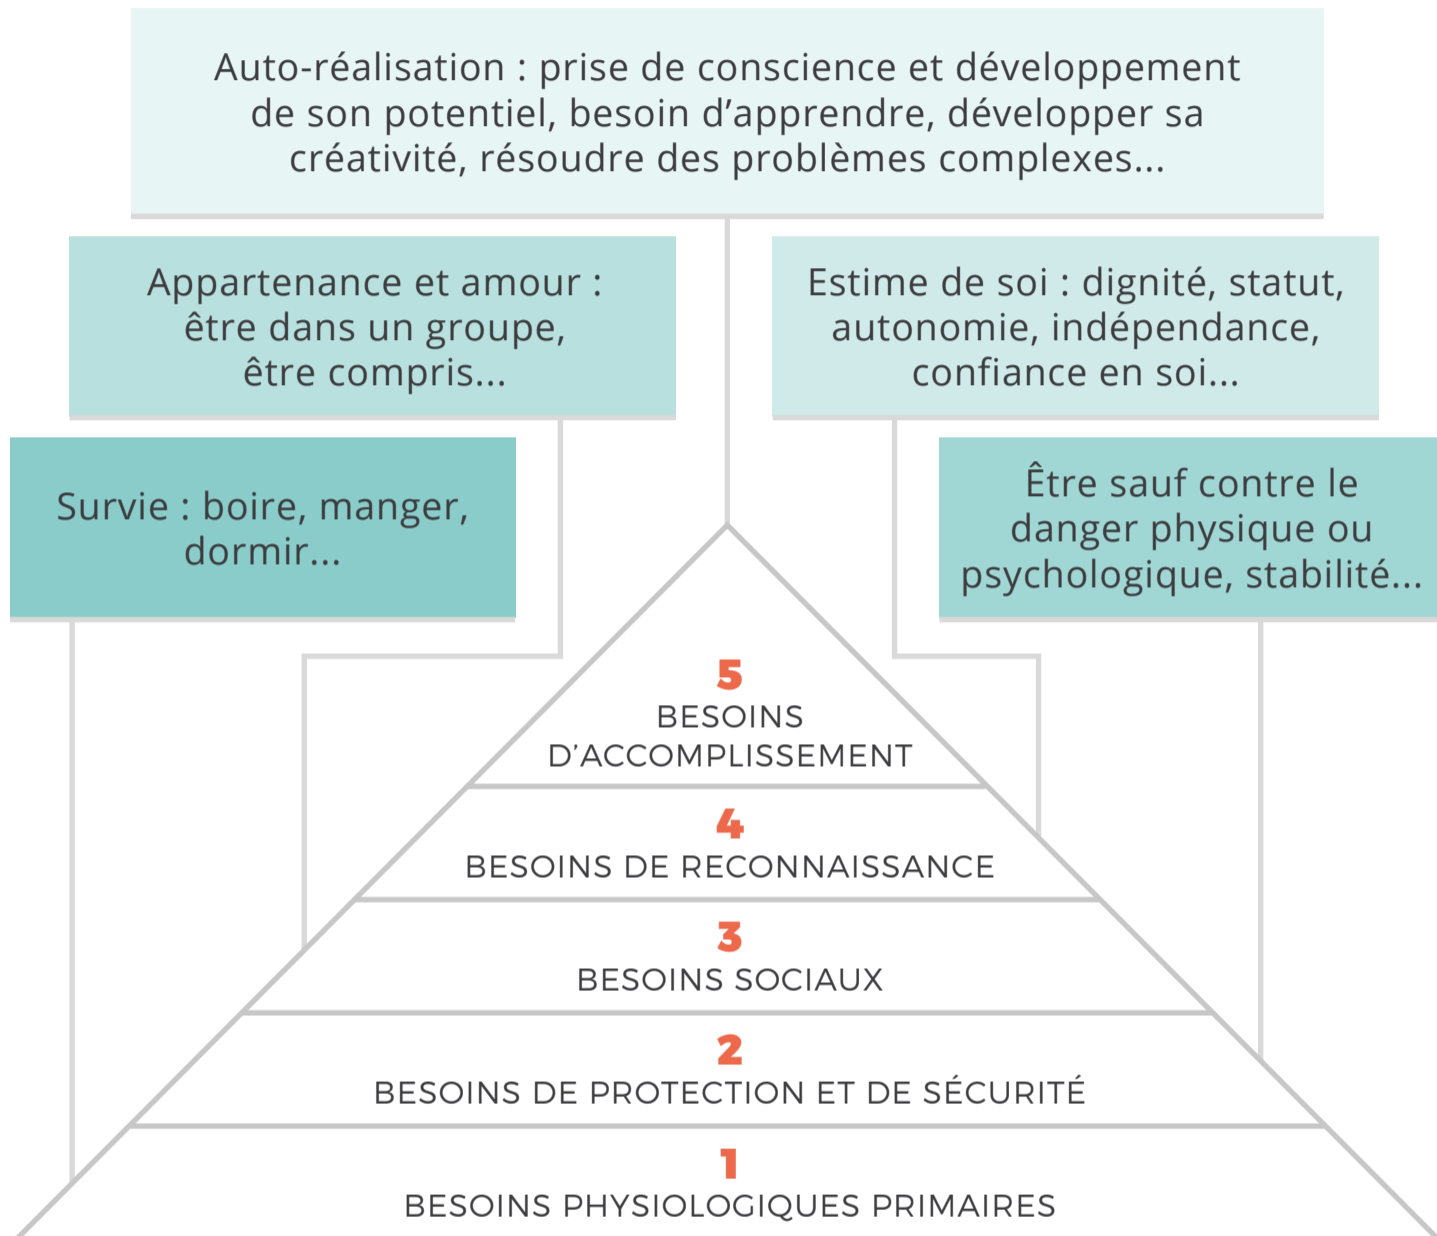 Auto-réalisation : prise de conscience et développement
de son potentiel, besoin d’apprendre, développer sa
créativité, résoudre des problèmes complexes...
Appartenance et amour :
être dans un groupe,
être compris...
Estime de soi : dignité, statut,
autonomie, indépendance,
confiance en soi...
Survie : boire, manger,
dormir...
Être sauf contre le
danger physique ou
psychologique, stabilité...
5
BESOINS
D’ACCOMPLISSEMENT
4
BESOINS DE RECONNAISSANCE
3
BESOINS SOCIAUX
2
BESOINS DE PROTECTION ET DE SÉCURITÉ
1
BESOINS PHYSIOLOGIQUES PRIMAIRES